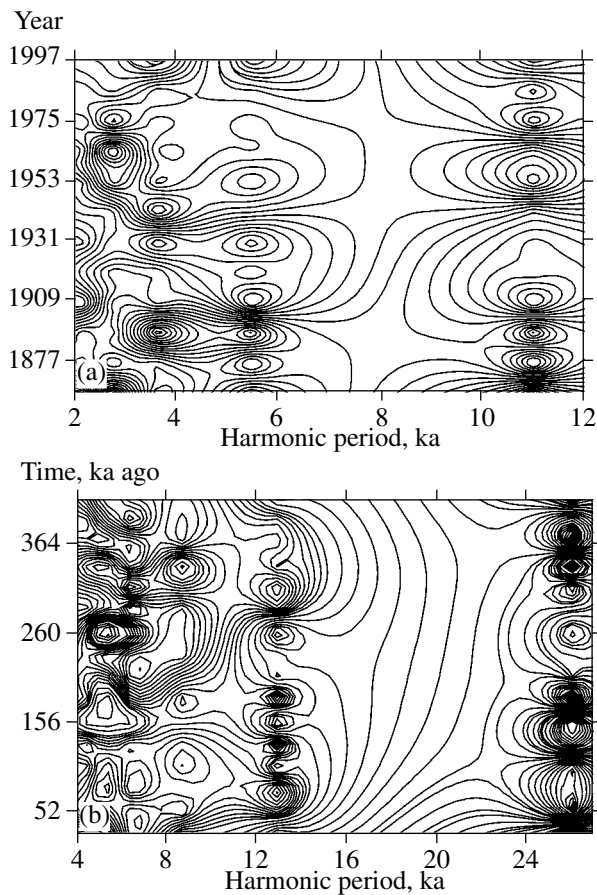 Year
1997
1975
1953
1931
1909
1877
(a)
2 4 6 8 10 12
Harmonic period, ka
Time, ka ago
364
260
156
52
(b)
4 8 12 16 20 24
Harmonic period, ka